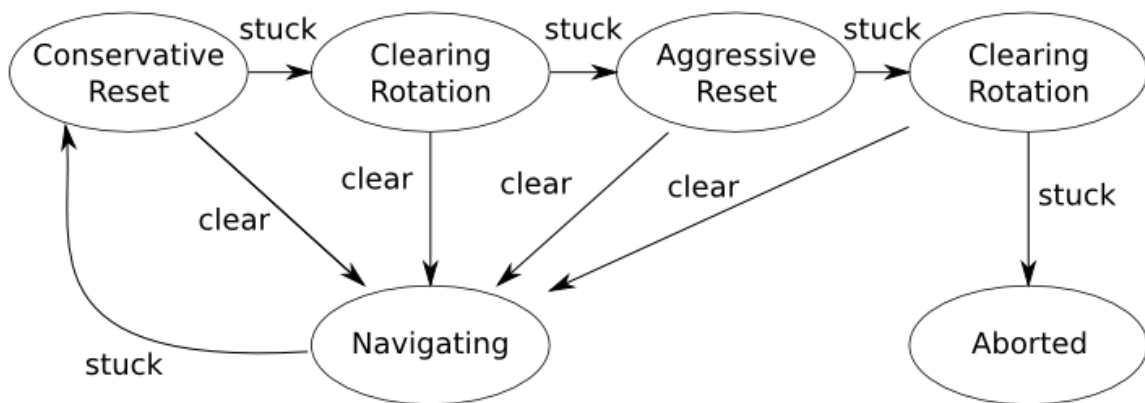 stuck
stuck
stuck
Conservative
Reset
Clearing
Rotation
Aggressive
Reset
Clearing
Rotation
clear
clear
clear
clear
stuck
Navigating
Aborted
stuck